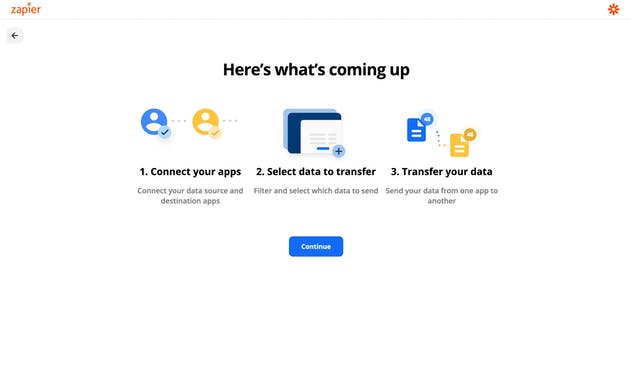 zapier
Here's what's coming up
48
48
1. Connect your apps
Connect your data source and
destination apps
2. Select data to transfer
Filter and select which data to send
3. Transfer your data
Send your data from one app to
another
Continue